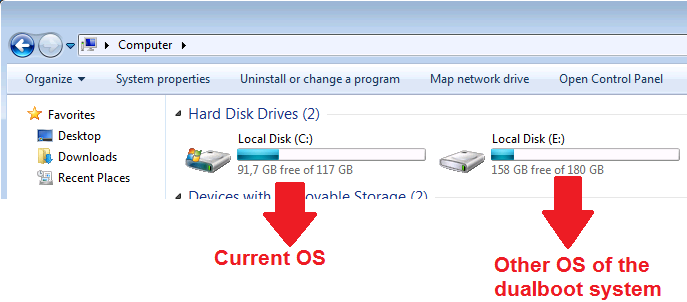 Computer
Organize System properties Uninstall or change a program Map network drive Open Control Panel
Favorites
Desktop
Downloads
Recent Places
Hard Disk Drives (2)
Local Disk (C:)
91,7 GB free of 117 GB
Local Disk (E:)
158 GB free of 180 GB
Devices with movable Storage (2)
Current OS
Other OS of the
dualboot system